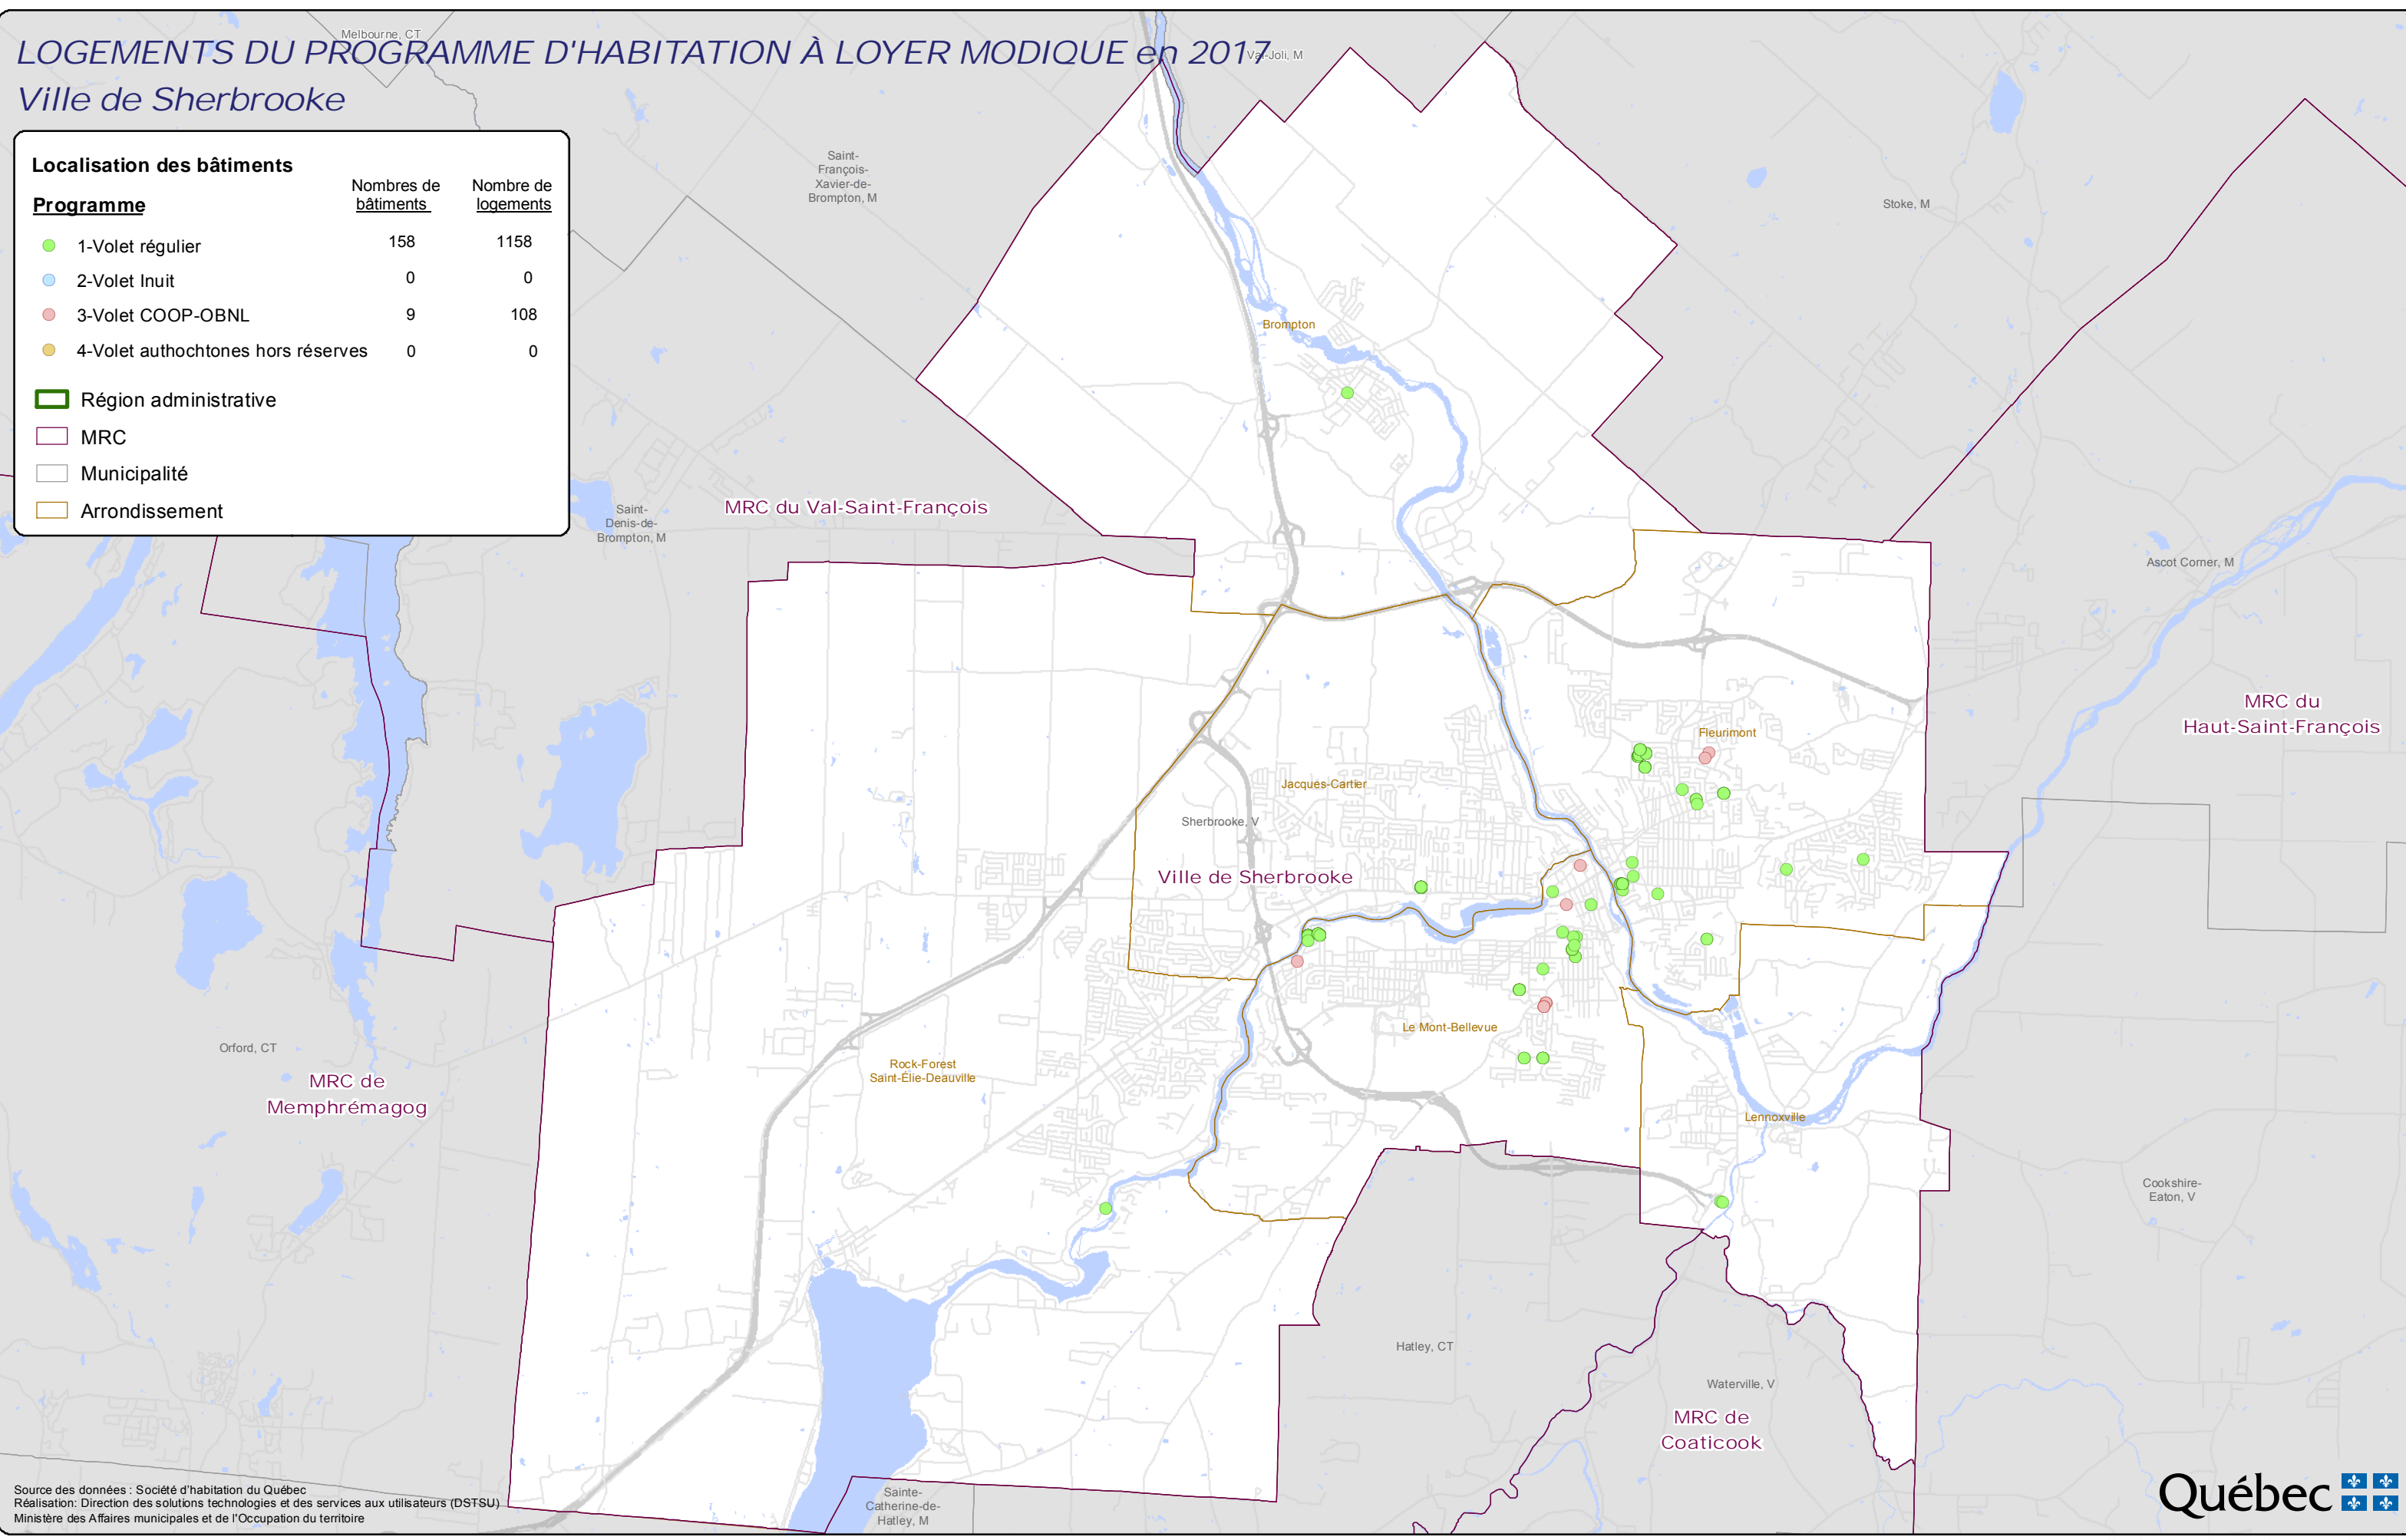 Melbourne, CT
LOGEMENTS DU PROGRAMME D'HABITATION À LOYER MODIQUE en 2017
Val-Joli, M
Ville de Sherbrooke
Localisation des bâtiments
Programme
Nombres de
bâtiments
Nombre de
logements
1-Volet régulier 158 1158
2-Volet Inuit 0 0
3-Volet COOP-OBNL 9 108
4-Volet authochtones hors réserves 0 0
Région administrative
MRC
Municipalité
Arrondissement
Saint-
François-
Xavier-de-
Brompton, M
Stoke, M
Brompton
MRC du Val-Saint-François
Saint-
Denis-de-
Brompton, M
Ascot Corner, M
MRC du
Haut-Saint-François
Fleurimont
Jacques-Cartier
Sherbrooke, V
Ville de Sherbrooke
Le Mont-Bellevue
Orford, CT
Rock-Forest
Saint-Élie-Deauville
MRC de
Memphrémagog
Lennoxville
Cookshire-
Eaton, V
Hatley, CT
Waterville, V
MRC de
Coaticook
Sainte-
Catherine-de-
Hatley, M
Source des données : Société d'habitation du Québec
Réalisation: Direction des solutions technologies et des services aux utilisateurs (DSTSU)
Ministère des Affaires municipales et de l'Occupation du territoire
Québec